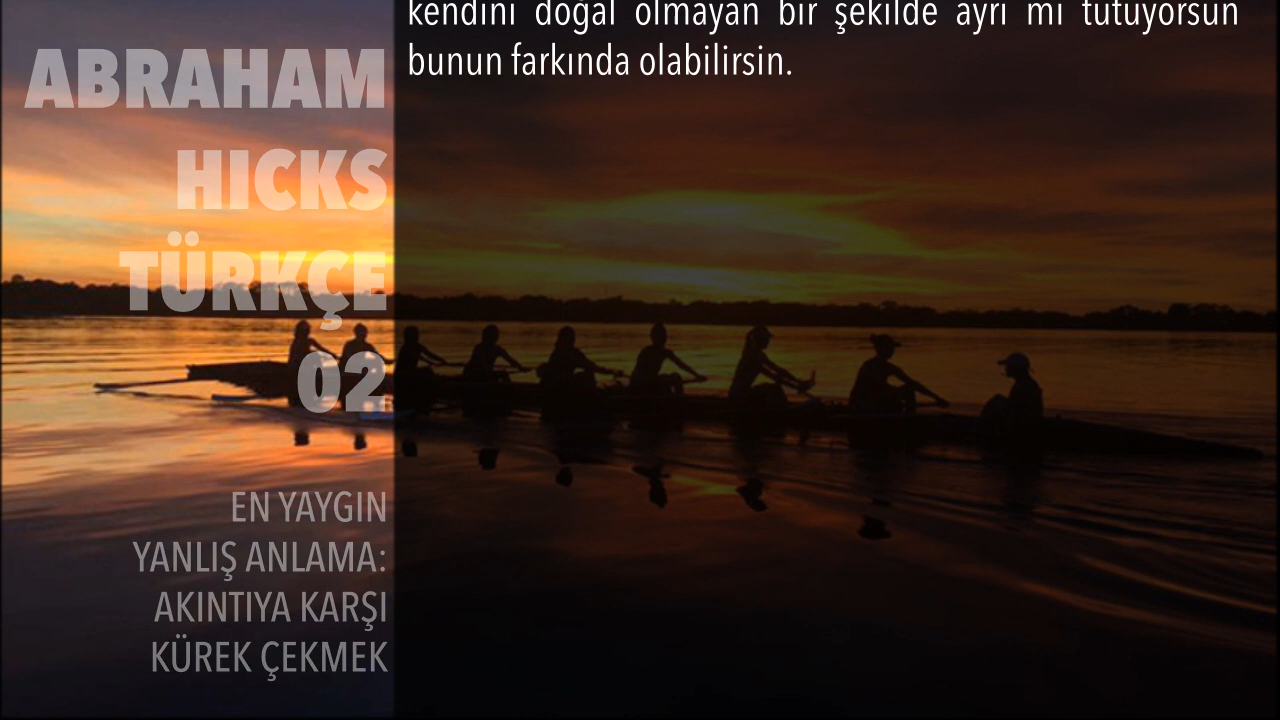 kendini doğal olmayan bir şekilde ayrı mı tutuyorsun
bunun farkında olabilirsin.
ABRAHAM
HICKS
TÜRKÇE
02
EN YAYGIN
YANLIŞ ANLAMA:
AKINTIYA KARŞI
KÜREK ÇEKMEK